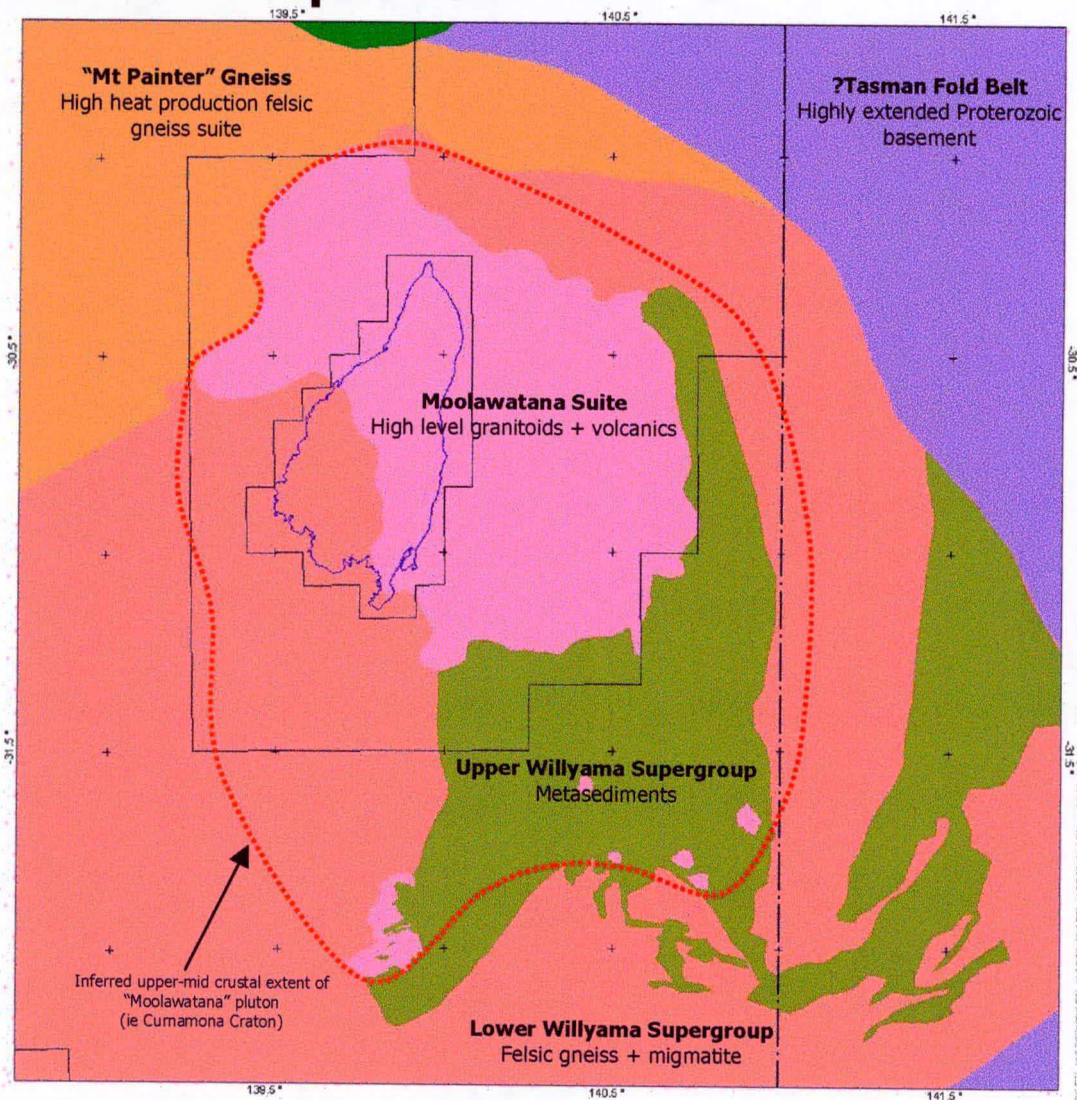 139.5°
140.5°
141.5°
"Mt Painter" Gneiss
High heat production felsic
gneiss suite
?Tasman Fold Belt
Highly extended Proterozoic
basement
-30.5°
-30.5°
Moolawatana Suite
High level granitoids + volcanics
-31.5°
-31.5°
Upper Willyama Supergroup
Metasediments
Inferred upper-mid crustal extent of
"Moolawatana" pluton
(ie Curnamona Craton)
Lower Willyama Supergroup
Felsic gneiss + migmatite
139.5°
140.5°
141.5°